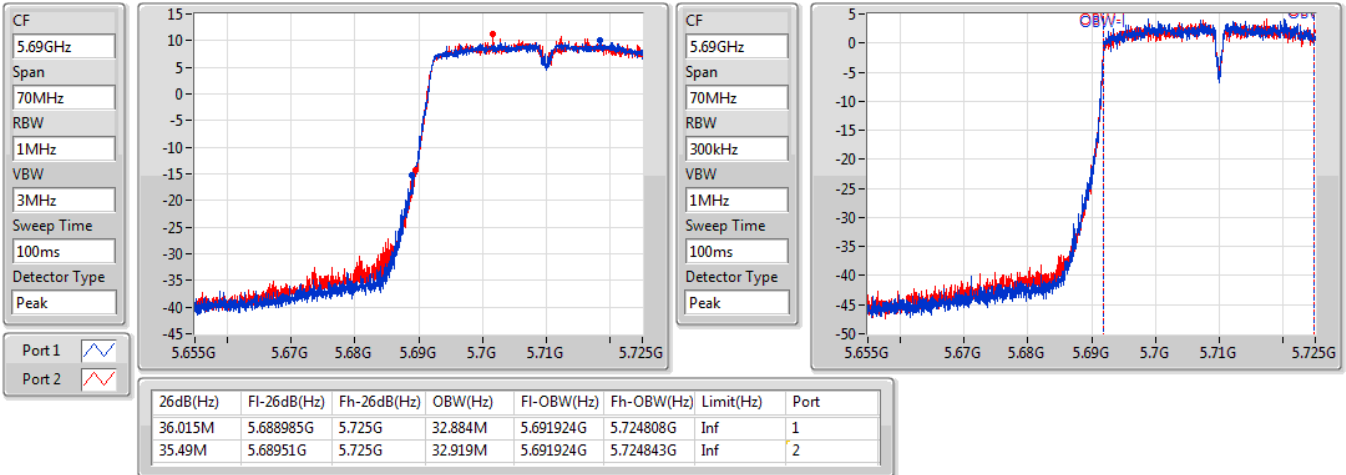 CF
5.69GHz
Span
70MHz
RBW
1MHz
VBW
3MHz
Sweep Time
100ms
Detector Type
Peak
Port 1
Port 2
15
10
5
0
-5
-10
-15
-20
-25
-30
-35
-40
-45
5.655G 5.67G 5.68G 5.69G 5.7G 5.71G 5.725G
CF
5.69GHz
Span
70MHz
RBW
300kHz
VBW
1MHz
Sweep Time
100ms
Detector Type
Peak
5
0
-5
-10
-15
-20
-25
-30
-35
-40
-45
-50
OBW-l
5.655G 5.67G 5.68G 5.69G 5.7G 5.71G 5.725G
26dB(Hz) Fl-26dB(Hz) Fh-26dB(Hz) OBW(Hz) Fl-OBW(Hz) Fh-OBW(Hz) Limit(Hz) Port
36.015M 5.688985G 5.725G 32.884M 5.691924G 5.724808G Inf 1
35.49M 5.68951G 5.725G 32.919M 5.691924G 5.724843G Inf 2